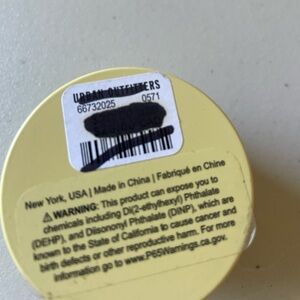 URBAN OUTFITTERS
66732025 0571
New York, USA | Made in China | Fabriqué en Chine
⚠WARNING: This product can expose you to
chemicals including Di(2-ethylhexyl) Phthalate
(DEHP), and Diisononyl Phthalate (DINP), which are
known to the State of California to cause cancer and
birth defects or other reproductive harm. For more
information go to www.P65Warnings.ca.gov.